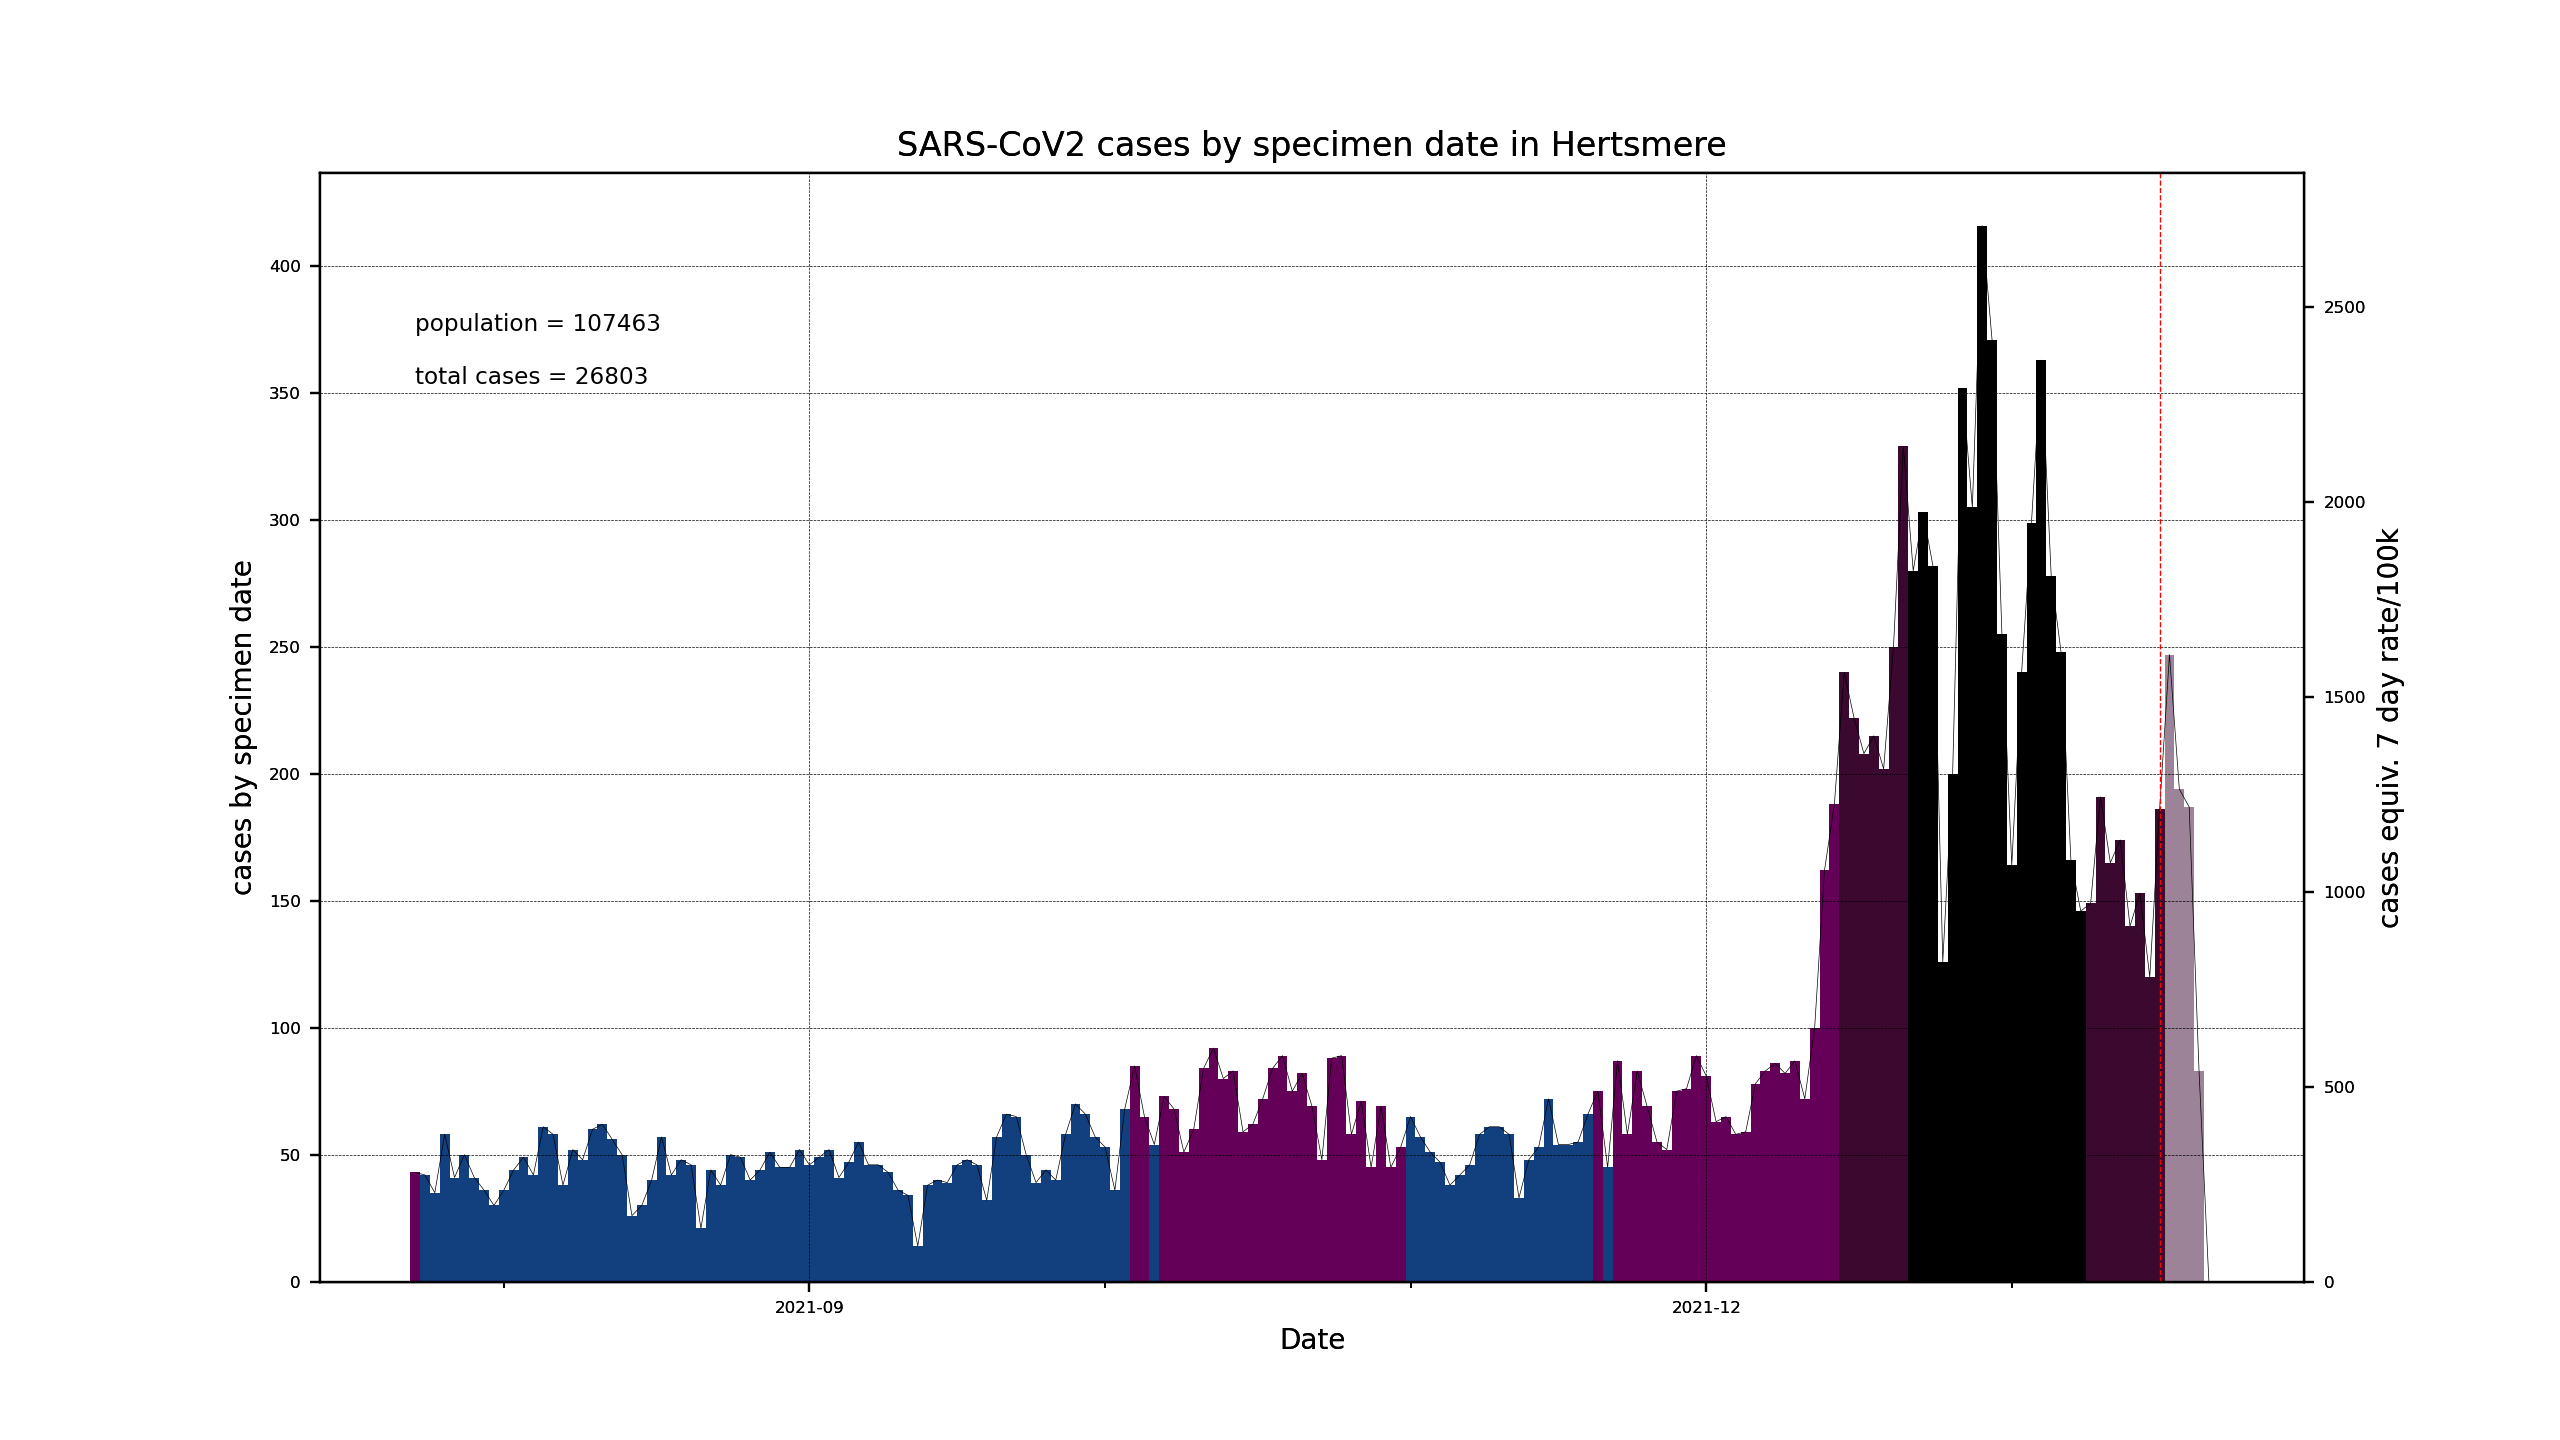 SARS-CoV2 cases by specimen date in Hertsmere
population = 107463
total cases = 26803
cases by specimen date
400
350
300
250
200
150
100
50
0
2500
2000
1500
1000
500
0
cases equiv. 7 day rate/100k
2021-09
2021-12
Date